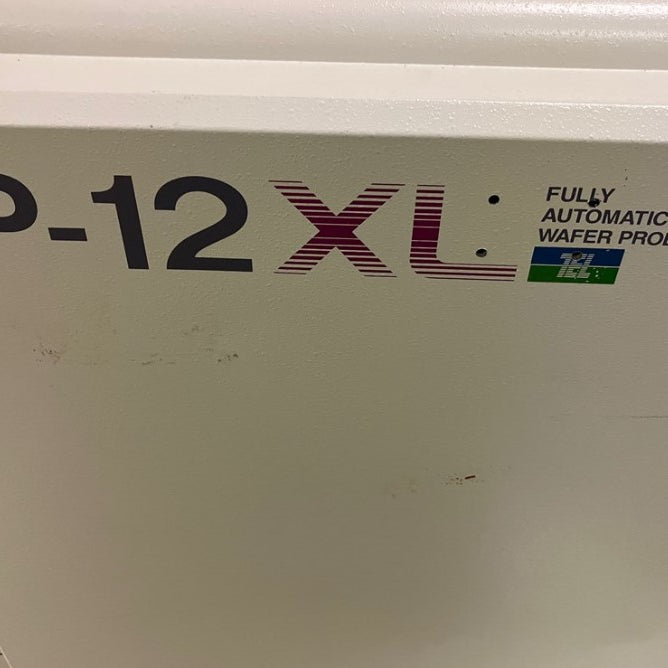 P-12XL
FULLY
AUTOMATIC
WAFER PROB
TEL